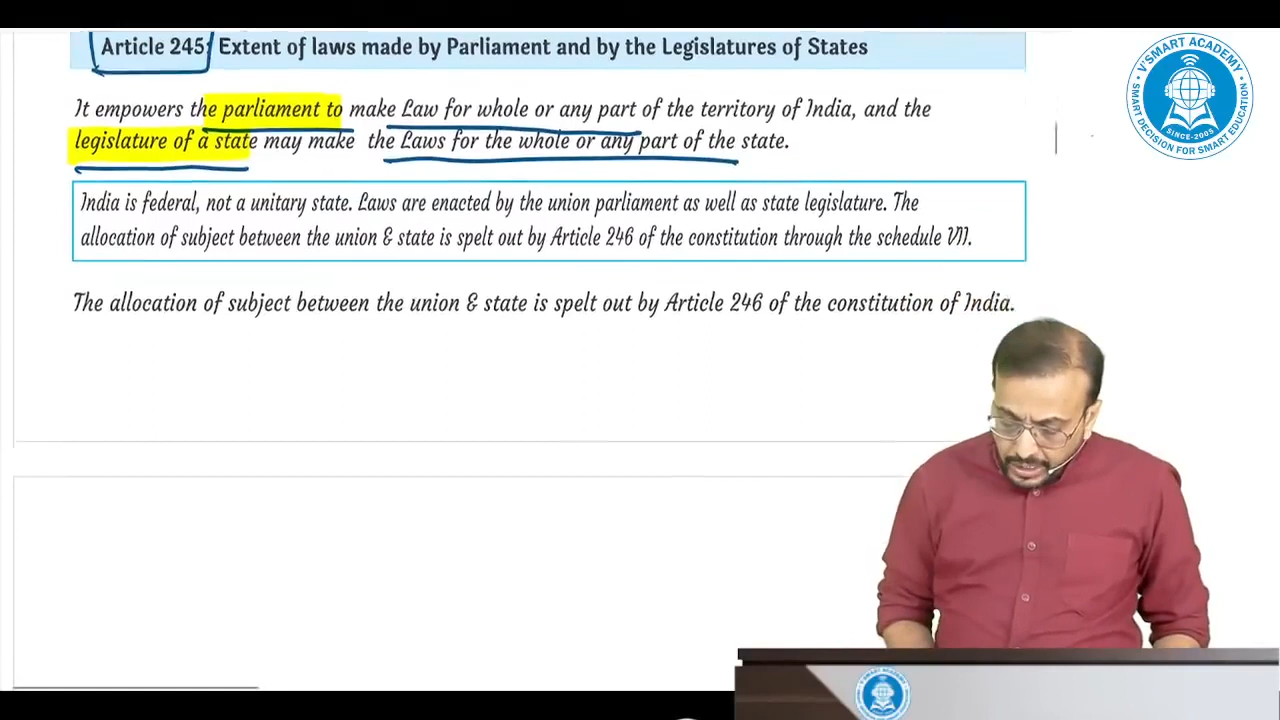 Article 245: Extent of laws made by Parliament and by the Legislatures of States
It empowers the parliament to make Law for whole or any part of the territory of India, and the
legislature of a state may make the Laws for the whole or any part of the state.
India is federal, not a unitary state. Laws are enacted by the union parliament as well as state legislature. The
allocation of subject between the union & state is spelt out by Article 246 of the constitution through the schedule VII.
The allocation of subject between the union & state is spelt out by Article 246 of the constitution of India.
V'SMART ACADEMY
SINCE-2005
SMART DECISION FOR SMART EDUCATION
V'SMART ACADEMY